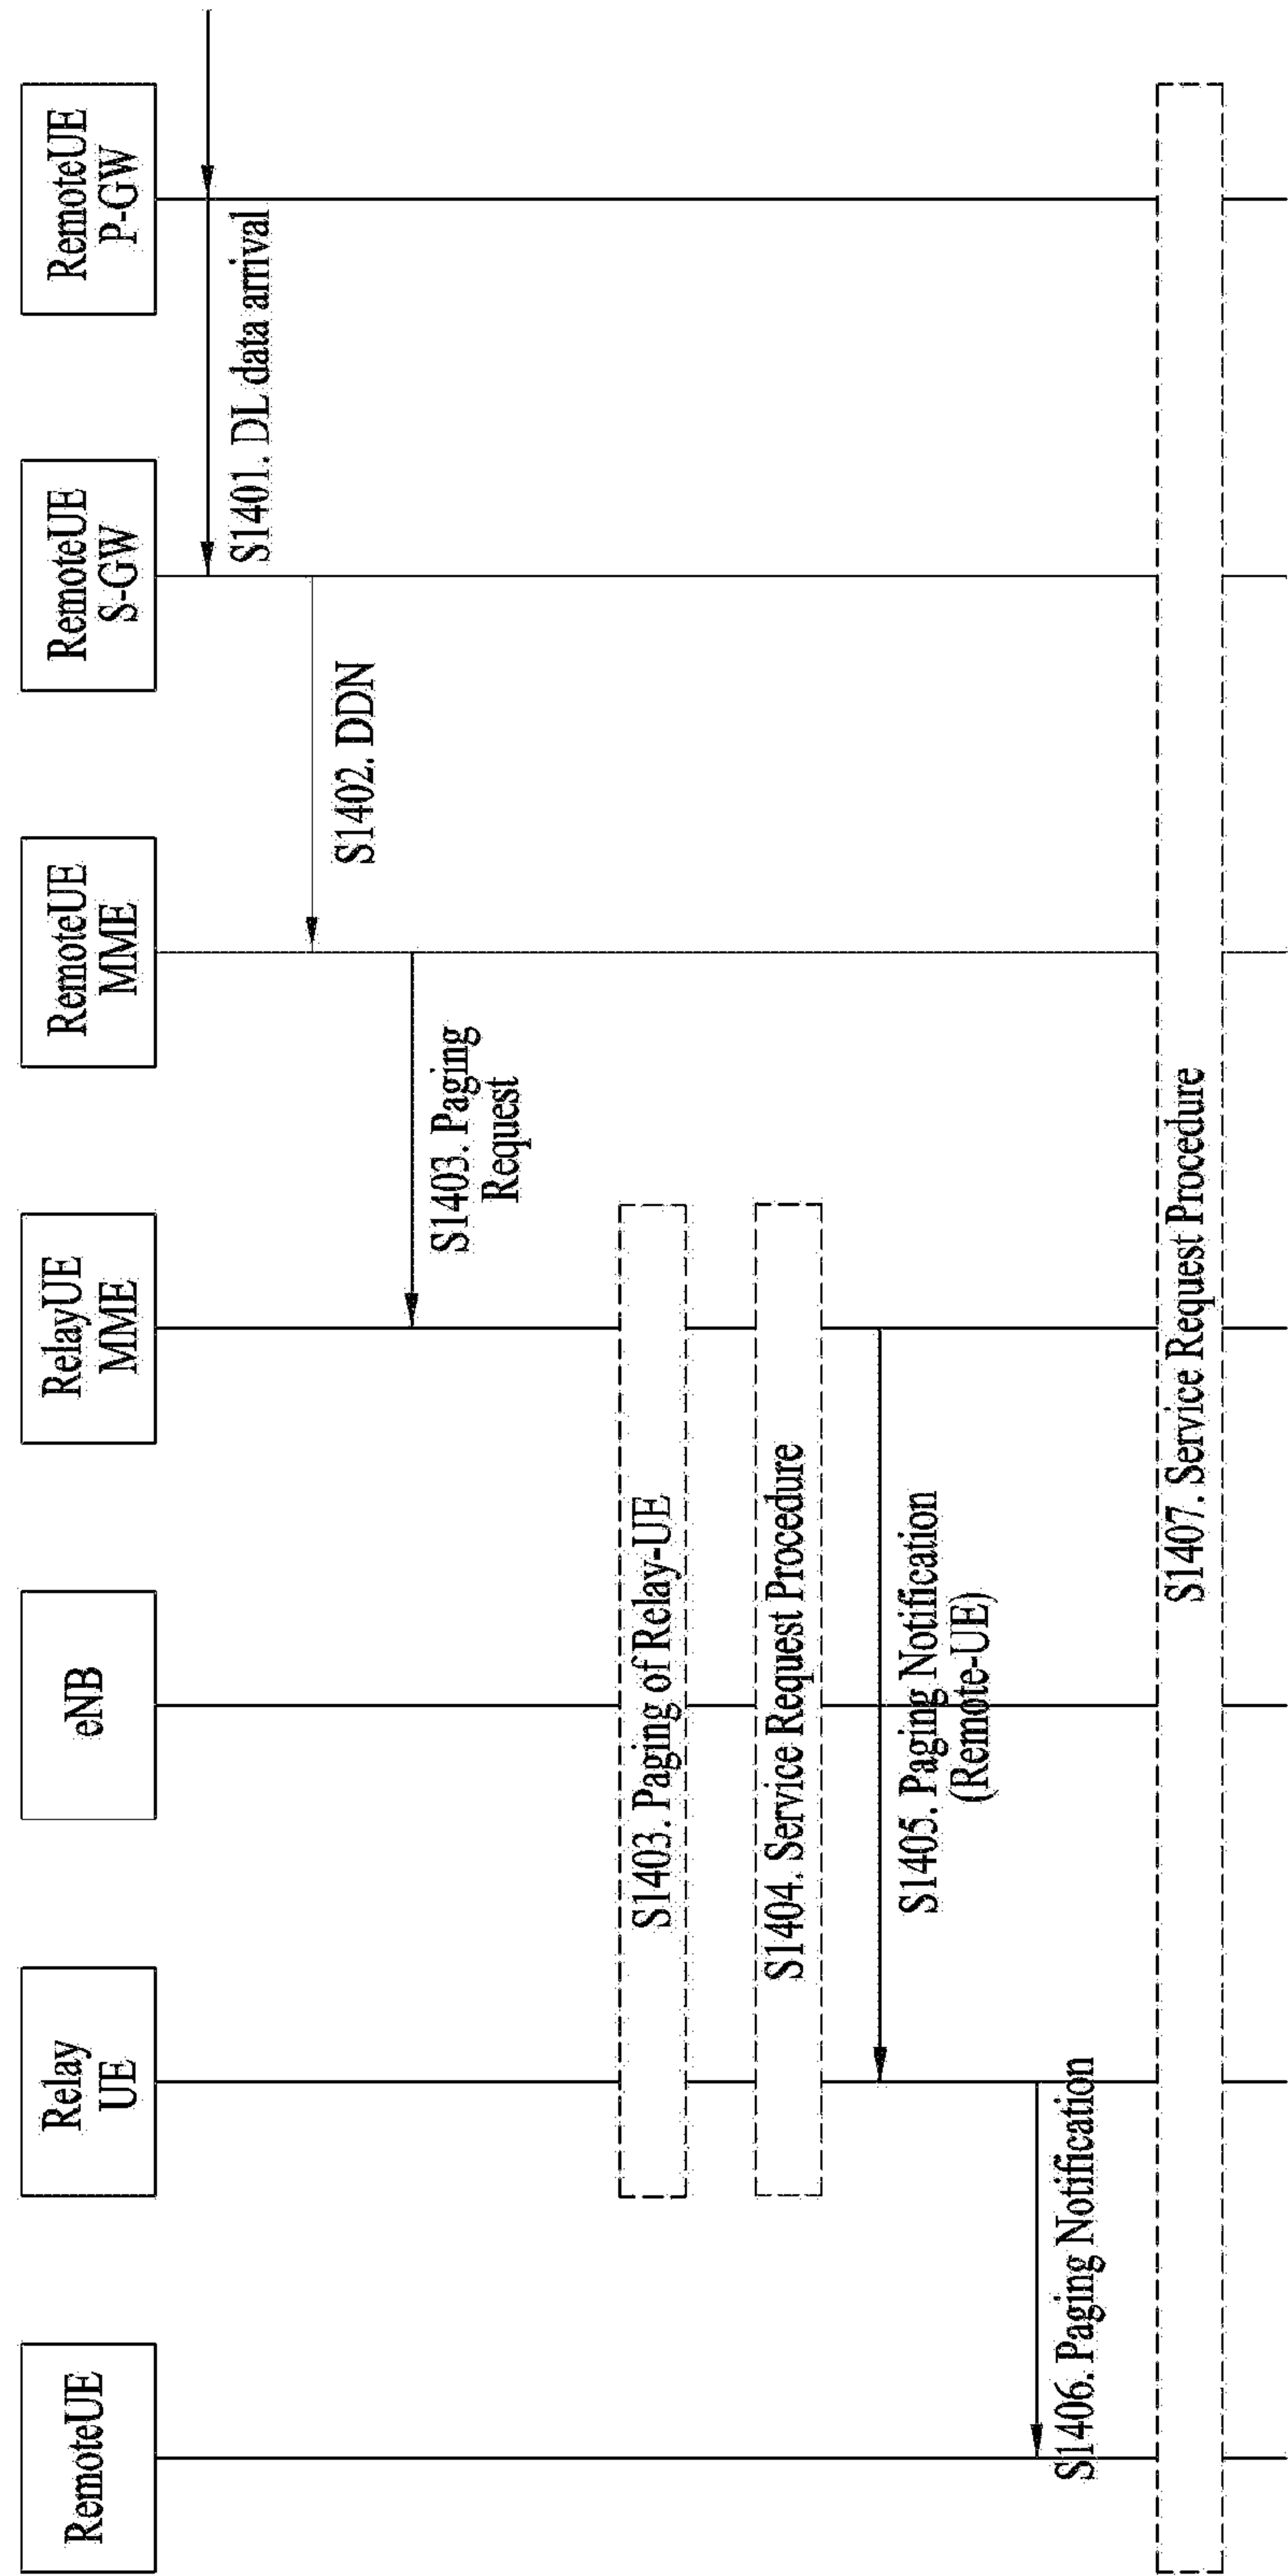 RemoteUE
Relay
UE
eNB
RelayUE
MME
RemoteUE
MME
RemoteUE
S-GW
RemoteUE
P-GW
S1401. DL data arrival
S1402. DDN
S1403. Paging
Request
S1403. Paging of Relay-UE
S1404. Service Request Procedure
S1405. Paging Notification
(Remote-UE)
S1406. Paging Notification
S1407. Service Request Procedure